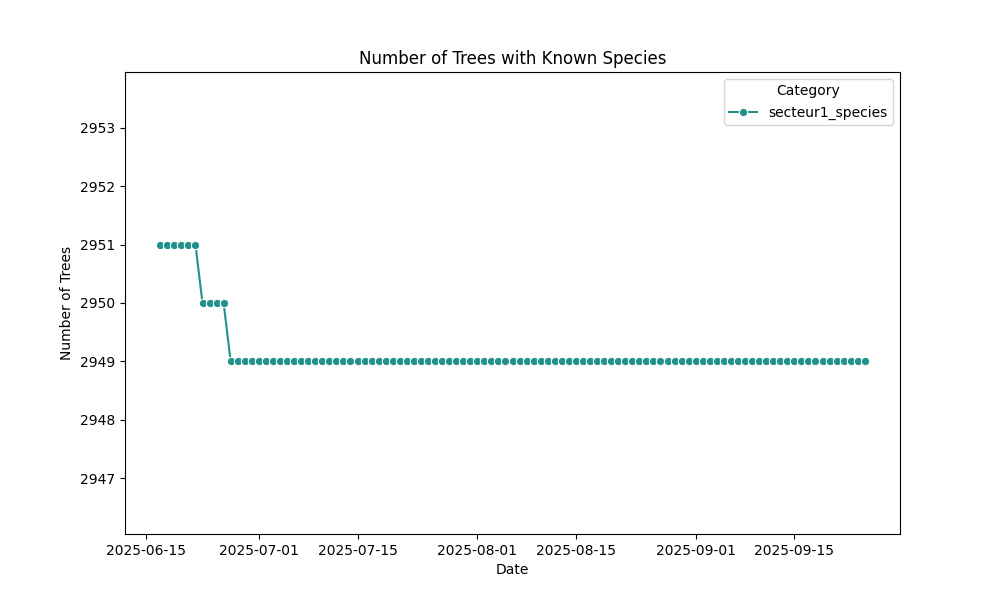 Number of Trees with Known Species
Category
secteur1_species
2953
2952
2951
2950
2949
2948
2947
Number of Trees
2025-06-15 2025-07-01 2025-07-15 2025-08-01 2025-08-15 2025-09-01 2025-09-15
Date